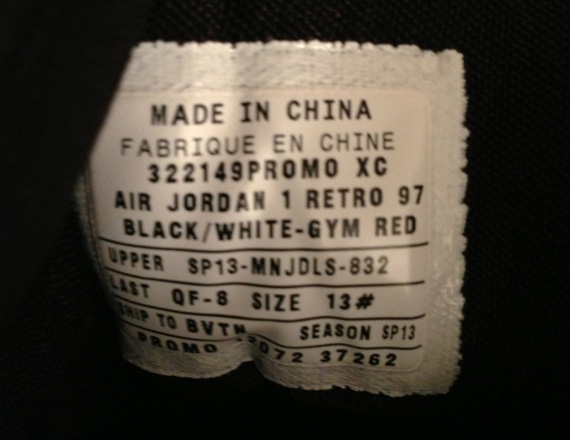 MADE IN CHINA
FABRIQUE EN CHINE
322149PROMO XC
AIR JORDAN 1 RETRO 97
BLACK/WHITE-GYM RED
UPPER SP13-MNJDLS-832
LAST QF-8 SIZE 13#
SHIP TO BVTN SEASON SP13
PROMO 37262